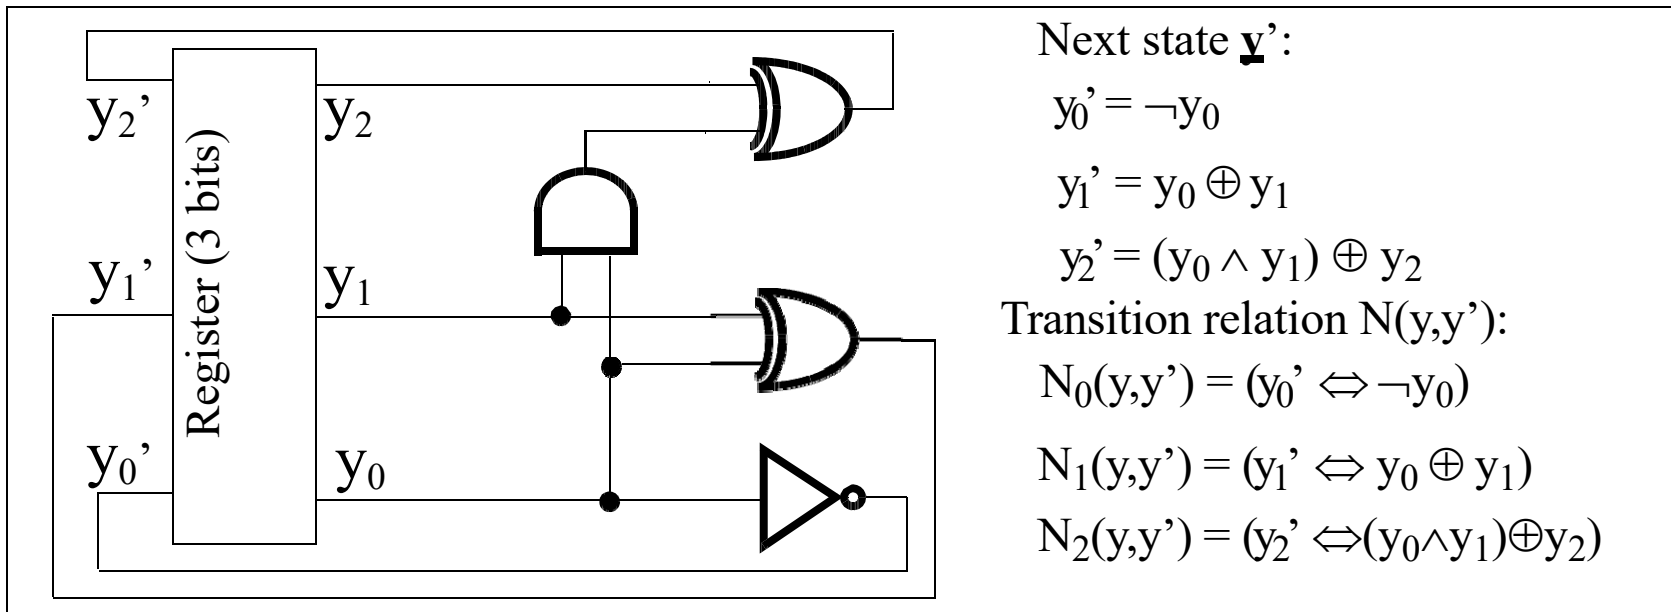 y₂’
y₂
Register (3 bits)
y₁’
y₁
y₀’
y₀
Next state y’:
y₀’ = ¬y₀
y₁’ = y₀ ⊕ y₁
y₂’ = (y₀ ∧ y₁) ⊕ y₂
Transition relation N(y,y’):
N₀(y,y’) = (y₀’ ⇔ ¬y₀)
N₁(y,y’) = (y₁’ ⇔ y₀ ⊕ y₁)
N₂(y,y’) = (y₂’ ⇔(y₀∧y₁)⊕y₂)